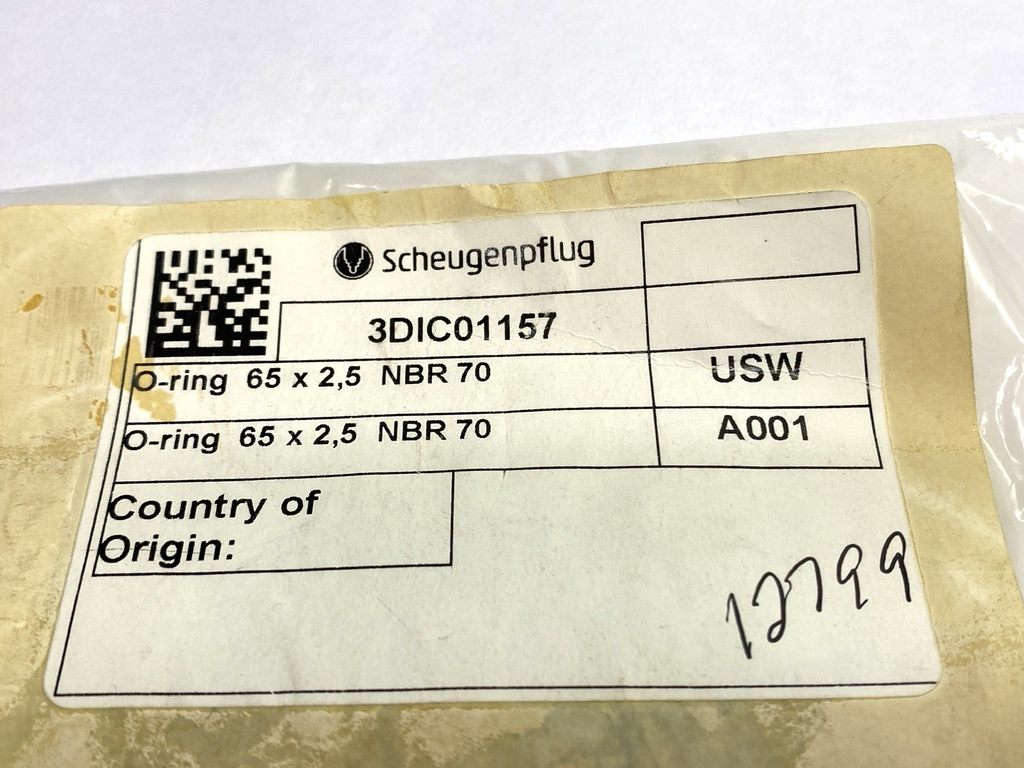 Scheugenpflug
3DIC01157
O-ring 65 x 2,5 NBR 70
USW
O-ring 65 x 2,5 NBR 70
A001
Country of
Origin:
12799